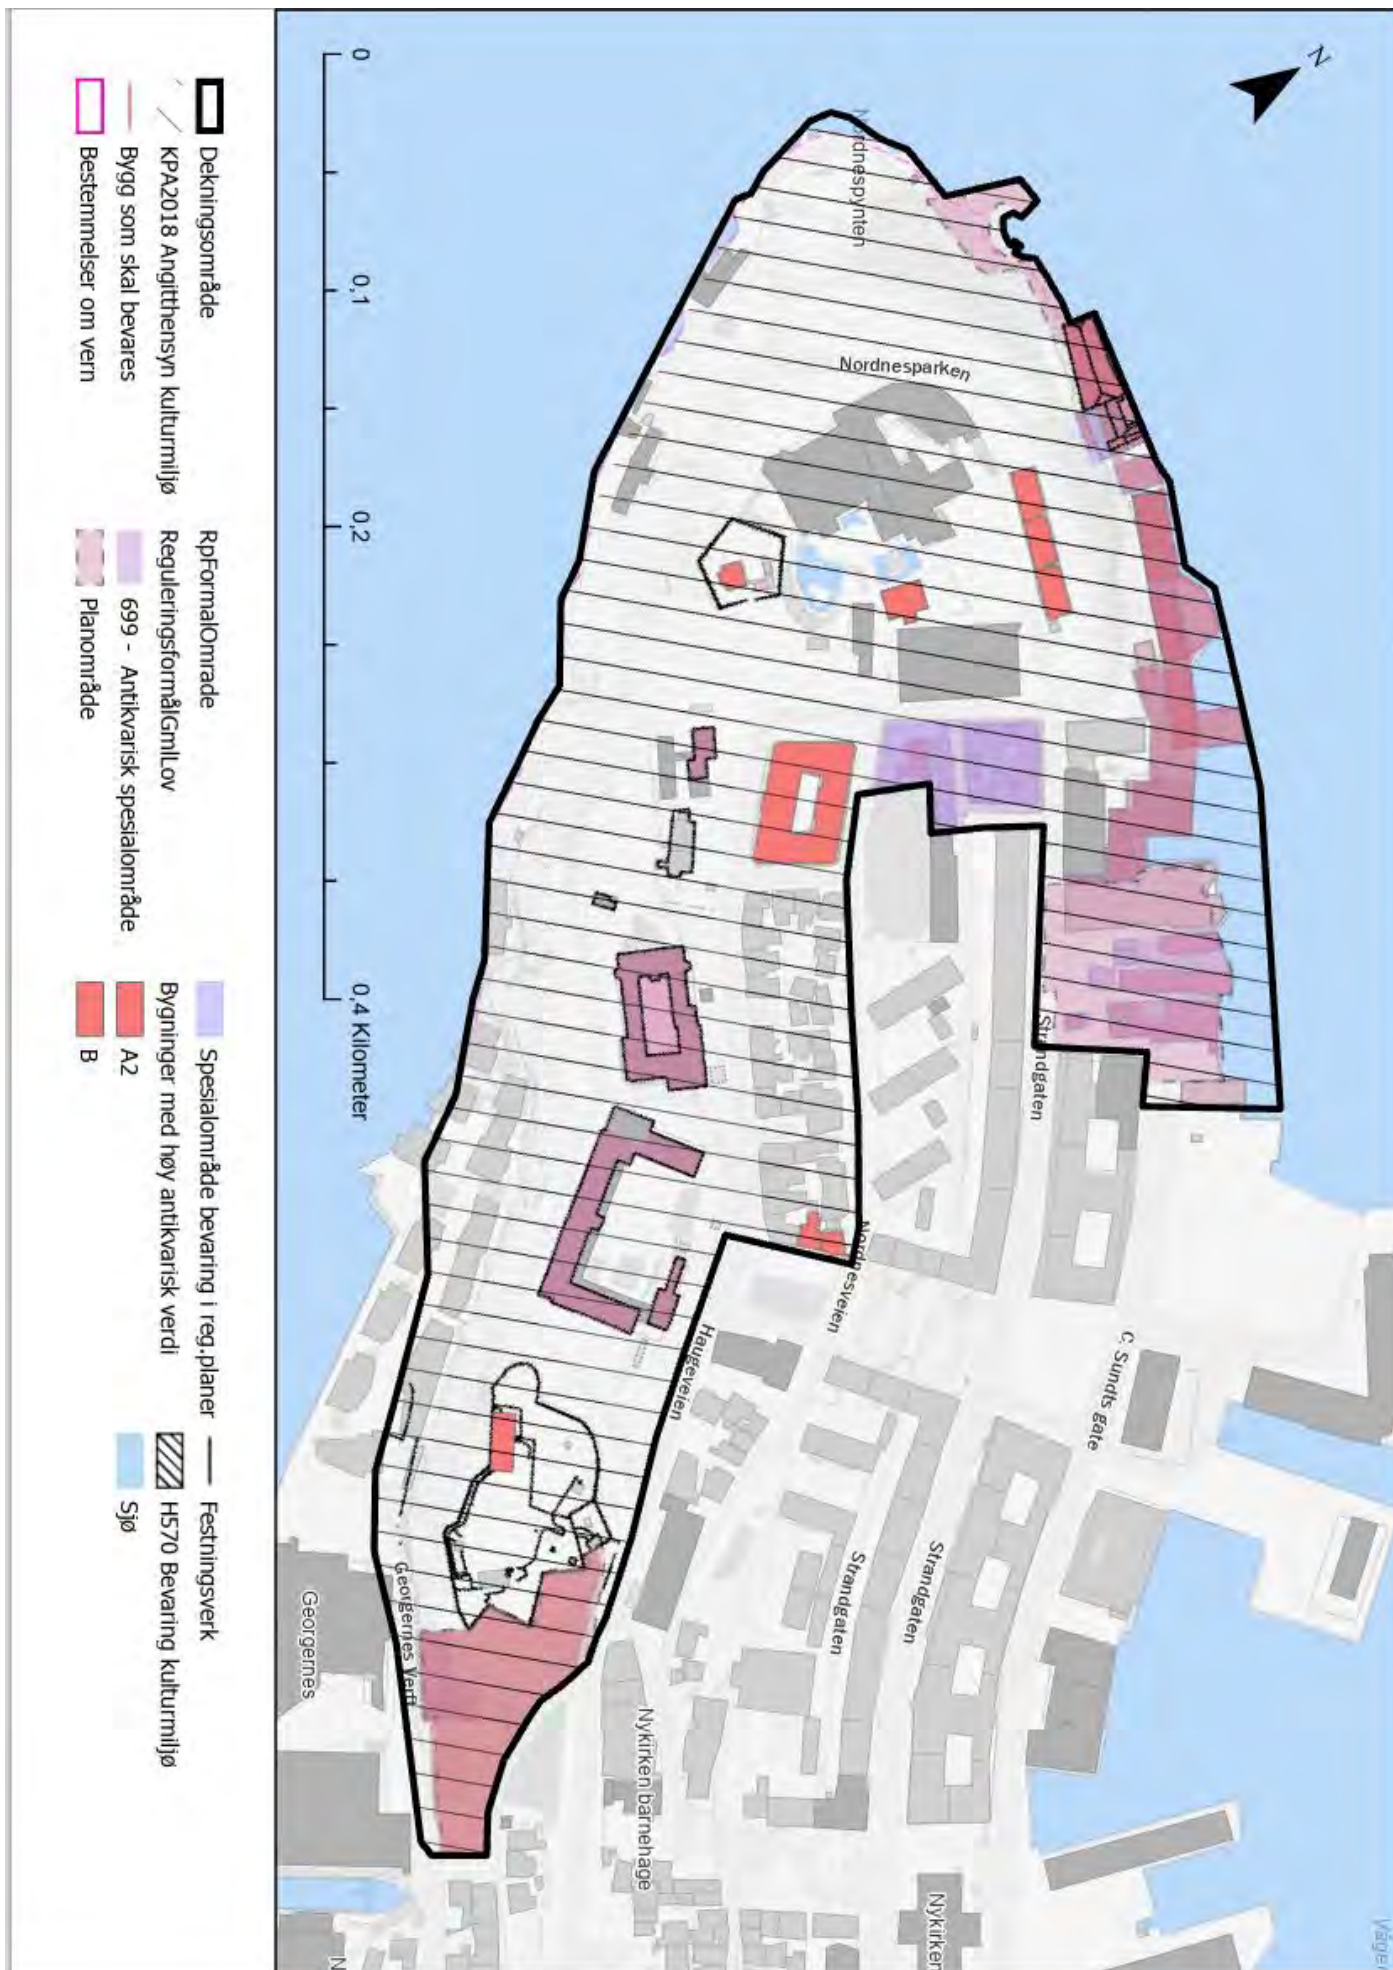 N
0
0,1
0,2
0,4 Kilometer
Nordnespynten
Nordnesparken
Strandgaten
Nordnesveien
Haugeveien
C. Sundts gate
Strandgaten
Strandgaten
Georgernes Verft
Georgernes
Nykirken barnehage
Nykirken
Vågen
N
Dekningsområde
KPA2018 Angitthensyn kulturmiljø
Bygg som skal bevares
Bestemmelser om vern
RpFormalOmrade
ReguleringsformålGmlLov
699 - Antikvarisk spesialområde
Planområde
Spesialområde bevaring i reg.planer
Bygninger med høy antikvarisk verdi
A2
B
Festningsverk
H570 Bevaring kulturmiljø
Sjø